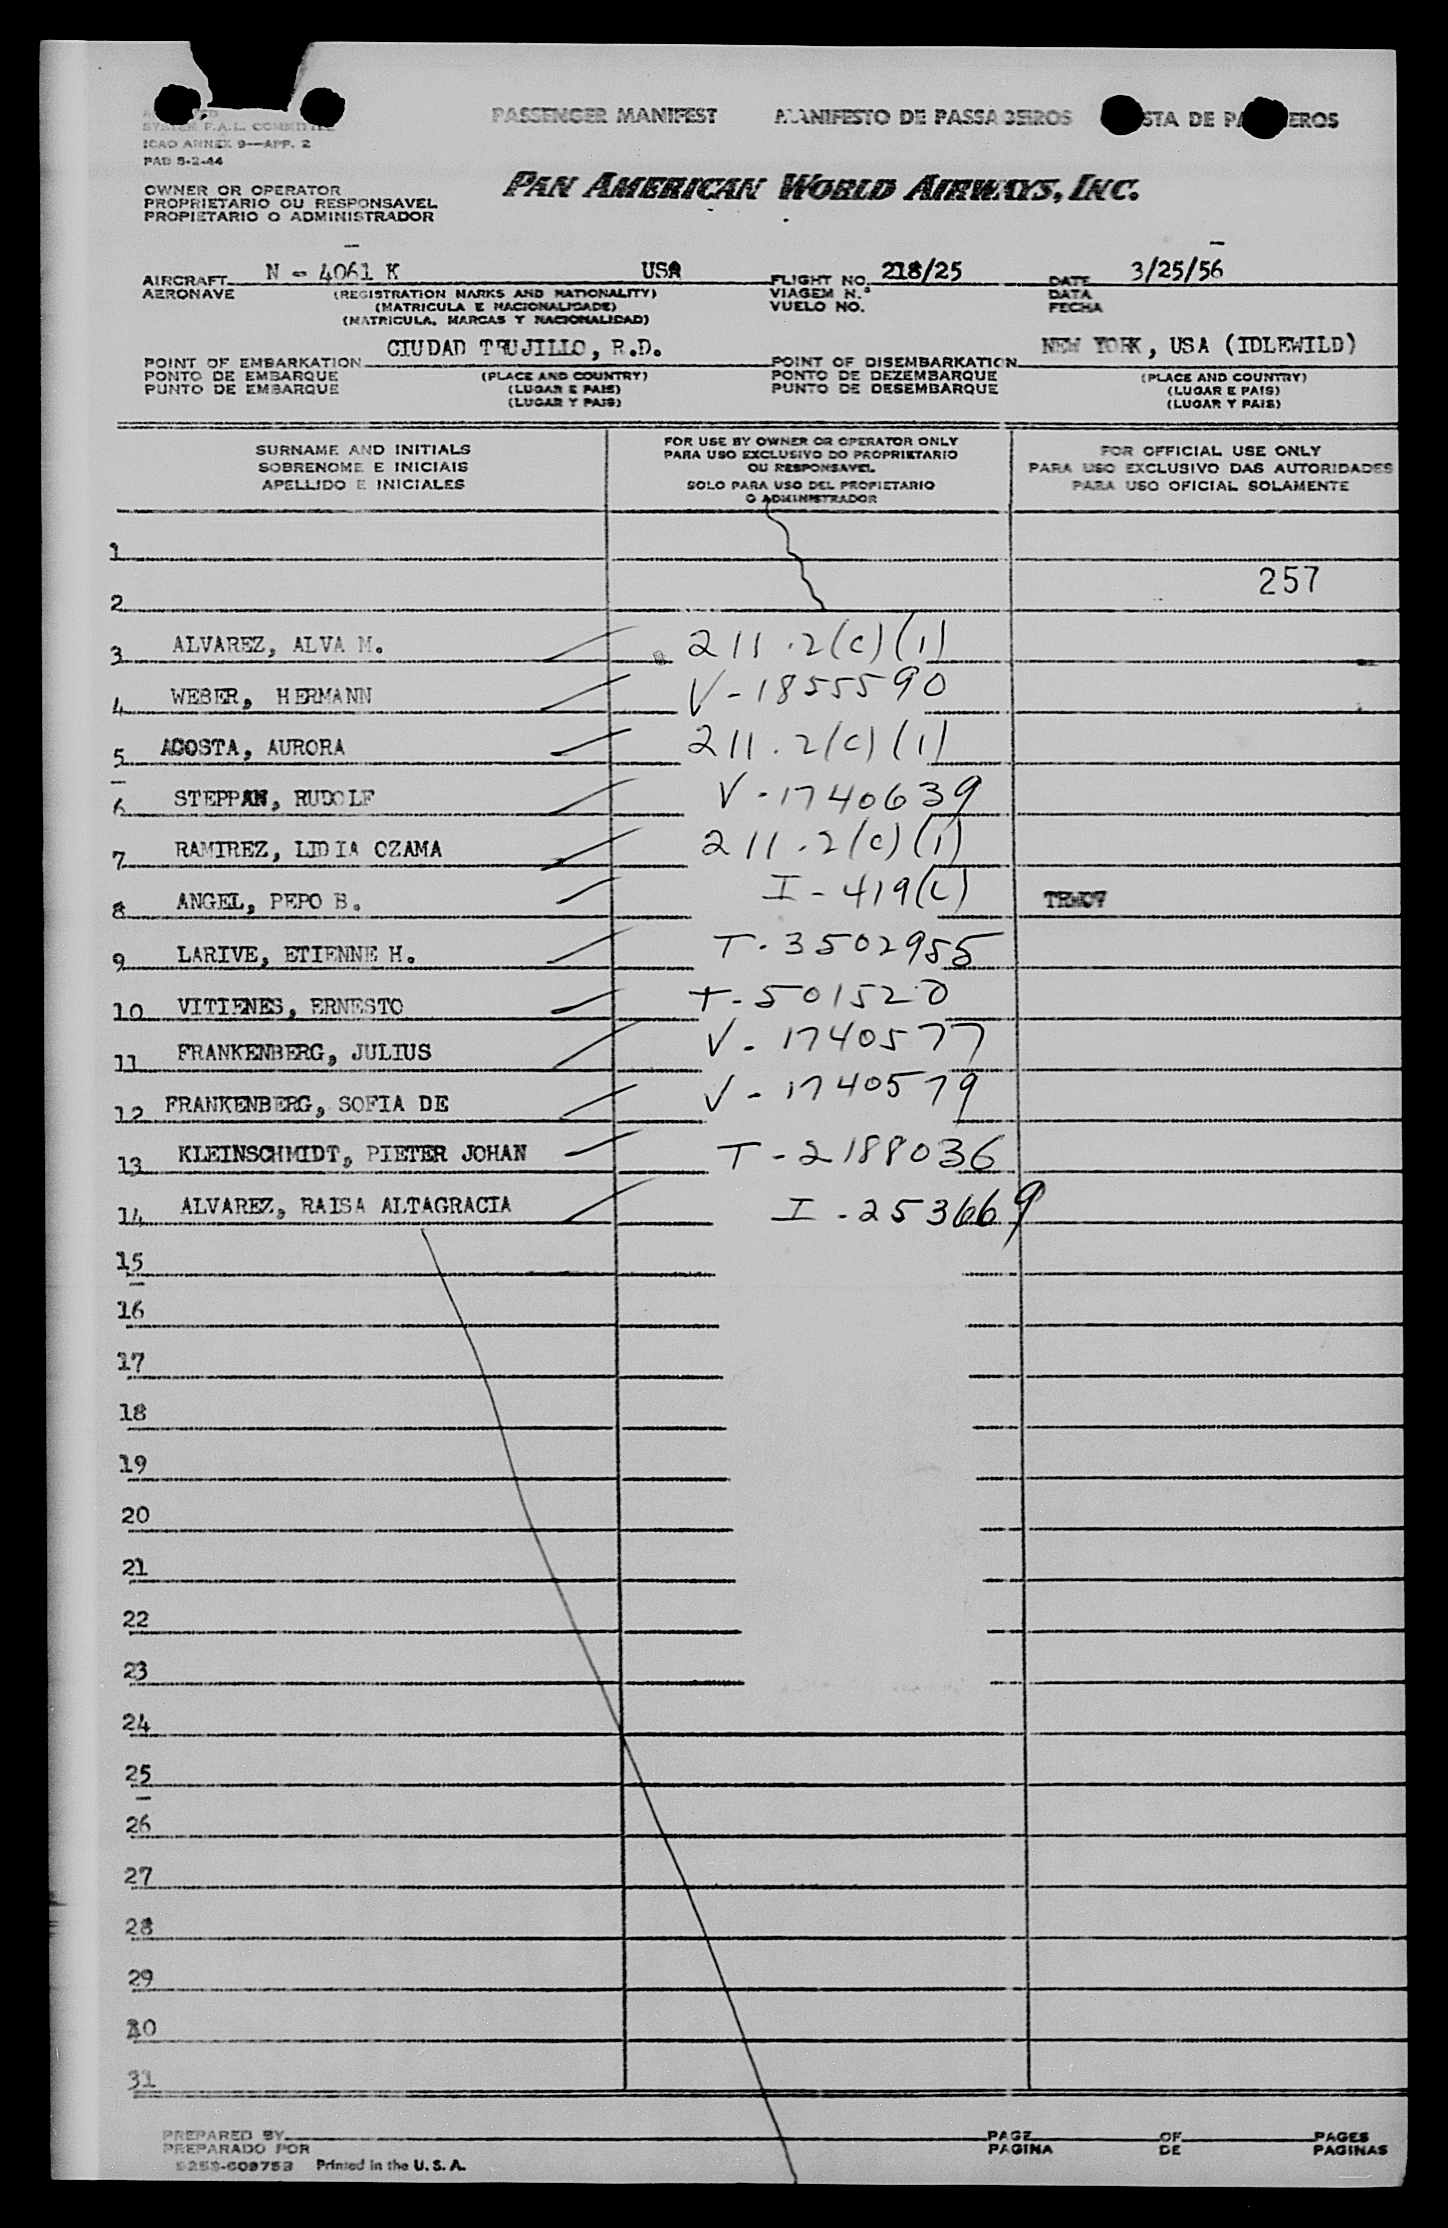 PASSENGER MANIFEST MANIFESTO DE PASSAGEIROS
SYSTEM F.A.L. COMMITTEE
ICAO ANNEX 9—APP. 2
PAD 5-2-44
PAN AMERICAN WORLD AIRWAYS, INC.
OWNER OR OPERATOR
PROPRIETARIO OU RESPONSAVEL
PROPIETARIO O ADMINISTRADOR
AIRCRAFT N - 4061 K USA FLIGHT NO. 218/25 DATE 3/25/56
AERONAVE (REGISTRATION MARKS AND NATIONALITY) VIAGEM N.º DATA
(MATRICULA E NACIONALIDADE) VUELO NO. FECHA
(MATRICULA, MARCAS Y NACIONALIDAD)
POINT OF EMBARKATION CIUDAD TRUJILLO, R.D. POINT OF DISEMBARKATION NEW YORK, USA (IDLEWILD)
PONTO DE EMBARQUE (PLACE AND COUNTRY) PONTO DE DEZEMBARQUE (PLACE AND COUNTRY)
PUNTO DE EMBARQUE (LUGAR E PAIS) PUNTO DE DESEMBARQUE (LUGAR E PAIS)
(LUGAR Y PAIS) (LUGAR Y PAIS)
SURNAME AND INITIALS
SOBRENOME E INICIAIS
APELLIDO E INICIALES
FOR USE BY OWNER OR OPERATOR ONLY
PARA USO EXCLUSIVO DO PROPRIETARIO
OU RESPONSAVEL
SOLO PARA USO DEL PROPIETARIO
O ADMINISTRADOR
FOR OFFICIAL USE ONLY
PARA USO EXCLUSIVO DAS AUTORIDADES
PARA USO OFICIAL SOLAMENTE
1
2 257
3 ALVAREZ, ALVA M. 211.2(c)(1)
4 WEBER, HERMANN V-1855590
5 ACOSTA, AURORA 211.2(c)(1)
6 STEPPAN, RUDOLF V-1740639
7 RAMIREZ, LIDIA OZAMA 211.2(c)(1)
8 ANGEL, PEPO B. I-419(c)
9 LARIVE, ETIENNE H. T-3502955
10 VITIENES, ERNESTO T-501520
11 FRANKENBERG, JULIUS V-1740577
12 FRANKENBERG, SOFIA DE V-1740579
13 KLEINSCHMIDT, PIETER JOHAN T-2188036
14 ALVAREZ, RAISA ALTAGRACIA I-253669
15
16
17
18
19
20
21
22
23
24
25
26
27
28
29
30
31
PREPARED BY PAGE OF PAGES
PREPARADO POR PAGINA DE PAGINAS
Printed in the U.S.A.